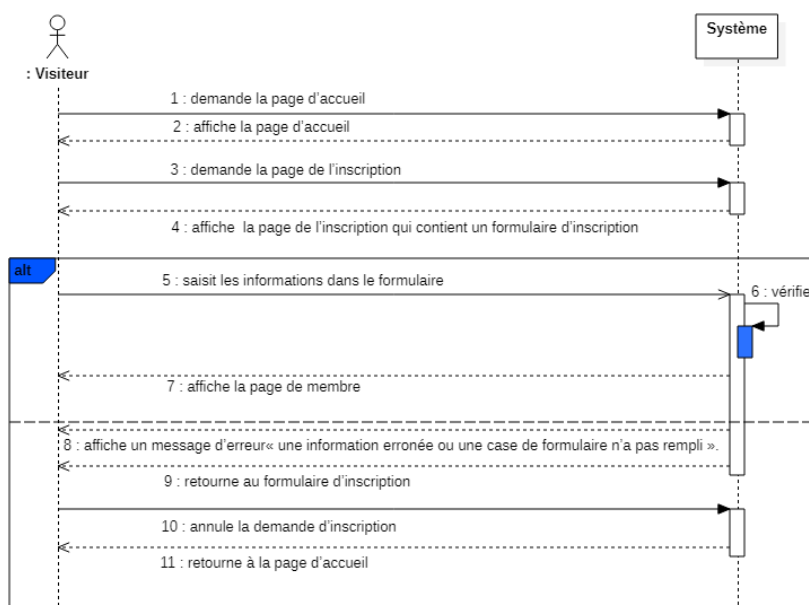 Système
: Visiteur
1 : demande la page d'accueil
2 : affiche la page d'accueil
3 : demande la page de l'inscription
4 : affiche  la page de l'inscription qui contient un formulaire d'inscription
alt
5 : saisit les informations dans le formulaire
6 : vérifie
7 : affiche la page de membre
8 : affiche un message d'erreur« une information erronée ou une case de formulaire n'a pas rempli ».
9 : retourne au formulaire d'inscription
10 : annule la demande d'inscription
11 : retourne à la page d'accueil